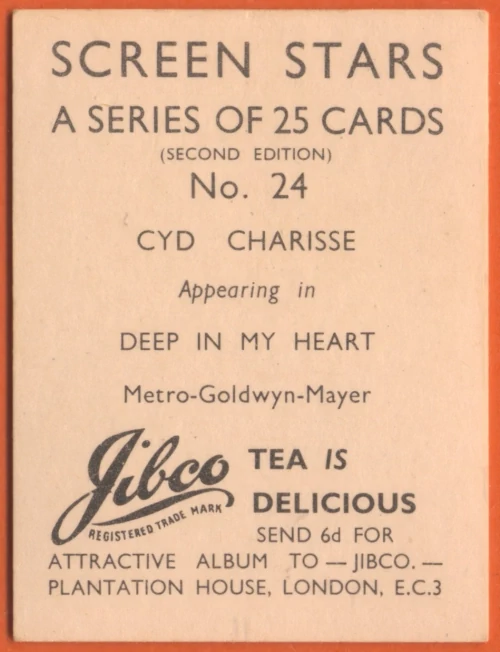 SCREEN STARS
A SERIES OF 25 CARDS
(SECOND EDITION)
No. 24
CYD CHARISSE
Appearing in
DEEP IN MY HEART
Metro-Goldwyn-Mayer
Jibco
REGISTERED TRADE MARK
TEA IS
DELICIOUS
SEND 6d FOR
ATTRACTIVE ALBUM TO — JIBCO. —
PLANTATION HOUSE, LONDON, E.C.3